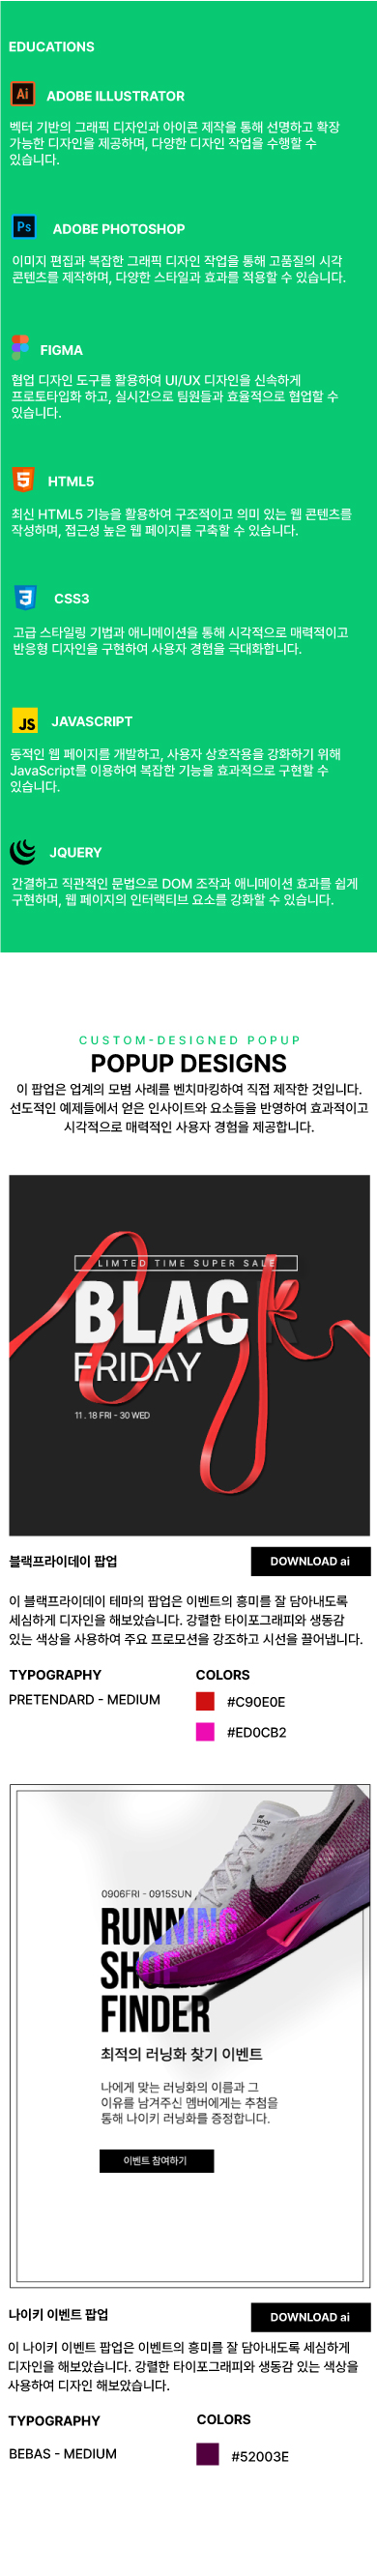 EDUCATIONS
Ai
ADOBE ILLUSTRATOR
벡터 기반의 그래픽 디자인과 아이콘 제작을 통해 선명하고 확장
가능한 디자인을 제공하며, 다양한 디자인 작업을 수행할 수
있습니다.
Ps
ADOBE PHOTOSHOP
이미지 편집과 복잡한 그래픽 디자인 작업을 통해 고품질의 시각
콘텐츠를 제작하며, 다양한 스타일과 효과를 적용할 수 있습니다.
FIGMA
협업 디자인 도구를 활용하여 UI/UX 디자인을 신속하게
프로토타입화 하고, 실시간으로 팀원들과 효율적으로 협업할 수
있습니다.
5
HTML5
최신 HTML5 기능을 활용하여 구조적이고 의미 있는 웹 콘텐츠를
작성하며, 접근성 높은 웹 페이지를 구축할 수 있습니다.
3
CSS3
고급 스타일링 기법과 애니메이션을 통해 시각적으로 매력적이고
반응형 디자인을 구현하여 사용자 경험을 극대화합니다.
JS
JAVASCRIPT
동적인 웹 페이지를 개발하고, 사용자 상호작용을 강화하기 위해
JavaScript를 이용하여 복잡한 기능을 효과적으로 구현할 수
있습니다.
JQUERY
간결하고 직관적인 문법으로 DOM 조작과 애니메이션 효과를 쉽게
구현하며, 웹 페이지의 인터랙티브 요소를 강화할 수 있습니다.
CUSTOM-DESIGNED POPUP
POPUP DESIGNS
이 팝업은 업계의 모범 사례를 벤치마킹하여 직접 제작한 것입니다.
선도적인 예제들에서 얻은 인사이트와 요소들을 반영하여 효과적이고
시각적으로 매력적인 사용자 경험을 제공합니다.
LIMTED TIME SUPER SALE
BLACK
FRIDAY
11 . 18 FRI - 30 WED
블랙프라이데이 팝업
DOWNLOAD ai
이 블랙프라이데이 테마의 팝업은 이벤트의 흥미를 잘 담아내도록
세심하게 디자인을 해보았습니다. 강렬한 타이포그래피와 생동감
있는 색상을 사용하여 주요 프로모션을 강조하고 시선을 끌어냅니다.
TYPOGRAPHY
COLORS
PRETENDARD - MEDIUM
#C90E0E
#ED0CB2
0906FRI - 0915SUN
RUNNING
SHOE
FINDER
최적의 러닝화 찾기 이벤트
나에게 맞는 러닝화의 이름과 그
이유를 남겨주신 멤버에게는 추첨을
통해 나이키 러닝화를 증정합니다.
이벤트 참여하기
나이키 이벤트 팝업
DOWNLOAD ai
이 나이키 이벤트 팝업은 이벤트의 흥미를 잘 담아내도록 세심하게
디자인을 해보았습니다. 강렬한 타이포그래피와 생동감 있는 색상을
사용하여 디자인 해보았습니다.
TYPOGRAPHY
COLORS
BEBAS - MEDIUM
#52003E